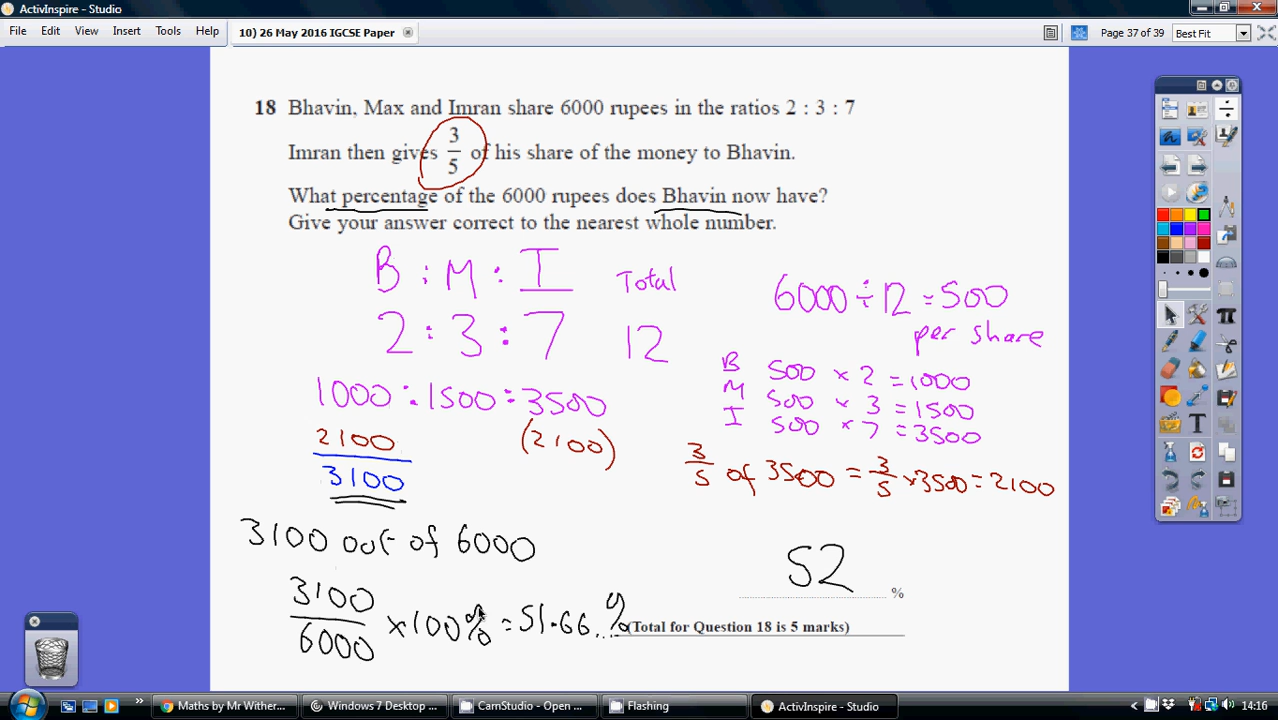 ActivInspire - Studio
File Edit View Insert Tools Help
10) 26 May 2016 IGCSE Paper
Page 37 of 39
Best Fit
18 Bhavin, Max and Imran share 6000 rupees in the ratios 2 : 3 : 7
Imran then gives 3/5 of his share of the money to Bhavin.
What percentage of the 6000 rupees does Bhavin now have?
Give your answer correct to the nearest whole number.
B : M : I Total
2 : 3 : 7 12
1000 : 1500 : 3500
2100 (2100)
3100
6000 ÷ 12 = 500
per share
B 500 × 2 = 1000
M 500 × 3 = 1500
I 500 × 7 = 3500
3/5 of 3500 = 3/5 × 3500 = 2100
3100 out of 6000
3100/6000 × 100% = 51.66...%
52 %
(Total for Question 18 is 5 marks)
Maths by Mr Wither...
Windows 7 Desktop ...
CamStudio - Open ...
Flashing
ActivInspire - Studio
14:16